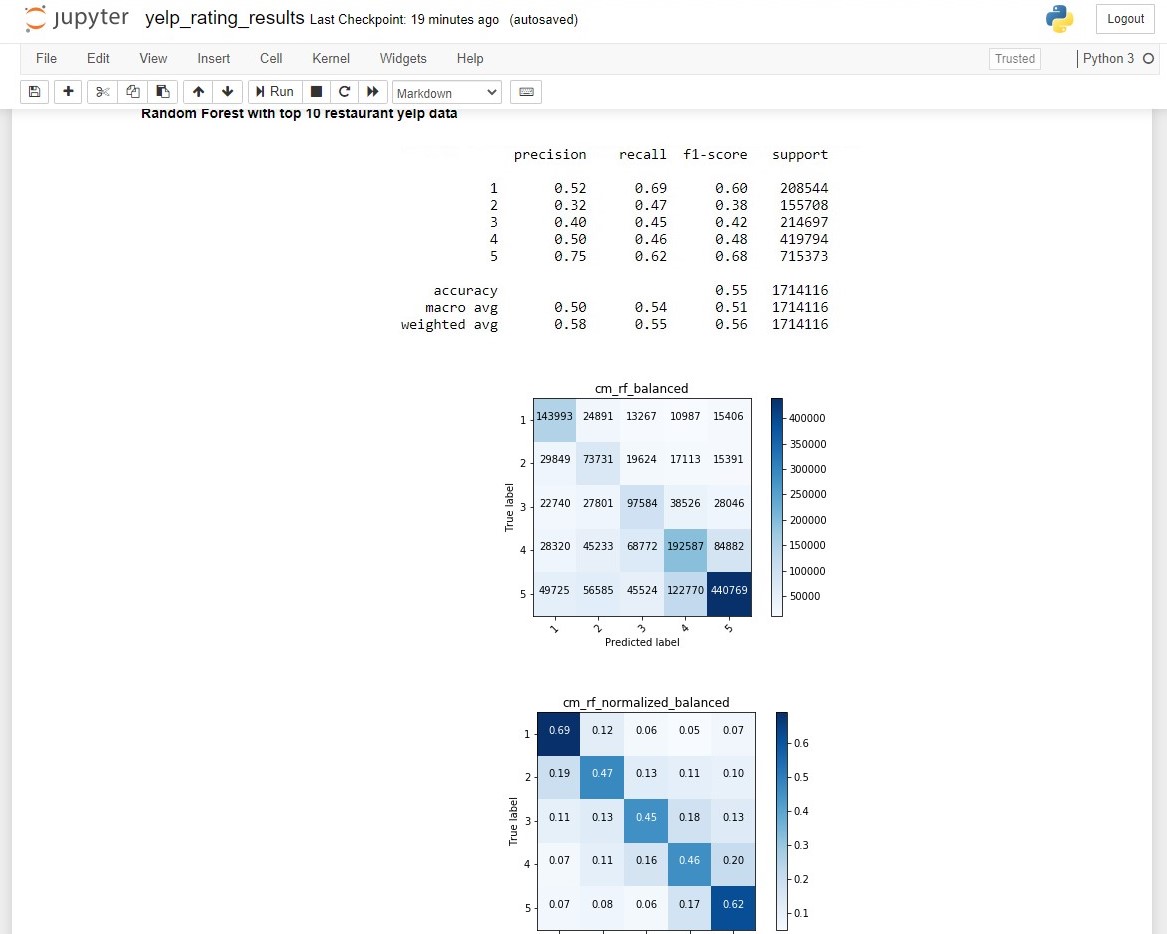 jupyter yelp_rating_results Last Checkpoint: 19 minutes ago (autosaved) Logout
File Edit View Insert Cell Kernel Widgets Help Trusted Python 3
Run Markdown
Random Forest with top 10 restaurant yelp data
precision recall f1-score support
1 0.52 0.69 0.60 208544
2 0.32 0.47 0.38 155708
3 0.40 0.45 0.42 214697
4 0.50 0.46 0.48 419794
5 0.75 0.62 0.68 715373
accuracy 0.55 1714116
macro avg 0.50 0.54 0.51 1714116
weighted avg 0.58 0.55 0.56 1714116
cm_rf_balanced
1 143993 24891 13267 10987 15406
2 29849 73731 19624 17113 15391
3 22740 27801 97584 38526 28046
4 28320 45233 68772 192587 84882
5 49725 56585 45524 122770 440769
1 2 3 4 5
True label
Predicted label
400000
350000
300000
250000
200000
150000
100000
50000
cm_rf_normalized_balanced
1 0.69 0.12 0.06 0.05 0.07
2 0.19 0.47 0.13 0.11 0.10
3 0.11 0.13 0.45 0.18 0.13
4 0.07 0.11 0.16 0.46 0.20
5 0.07 0.08 0.06 0.17 0.62
True label
0.6
0.5
0.4
0.3
0.2
0.1